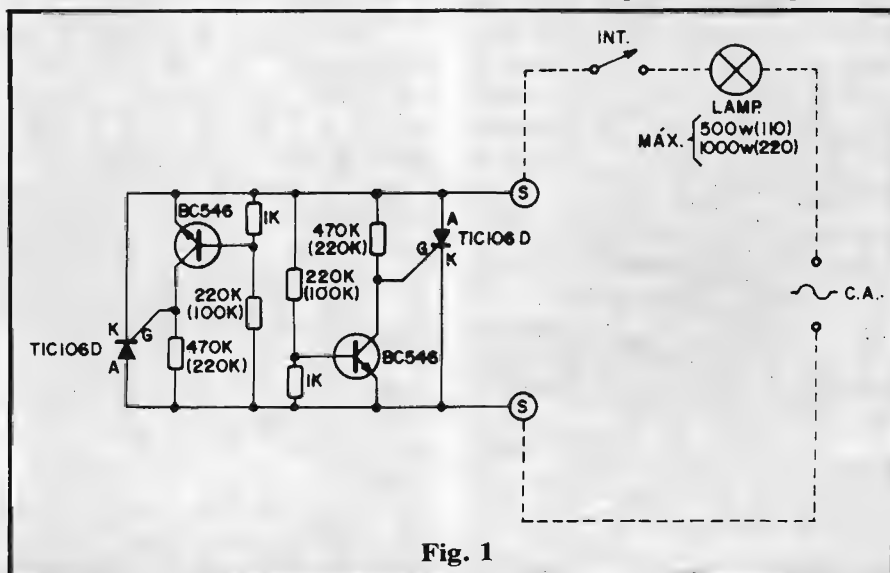 INT.
LAMP.
MÁX. 500w(110)
1000w(220)
S
BC546
1K
470K
(220K)
A
G
K
TIC106D
220K
(100K)
220K
(100K)
K
G
TIC106D
A
470K
(220K)
1K
BC546
C.A.
S
Fig. 1